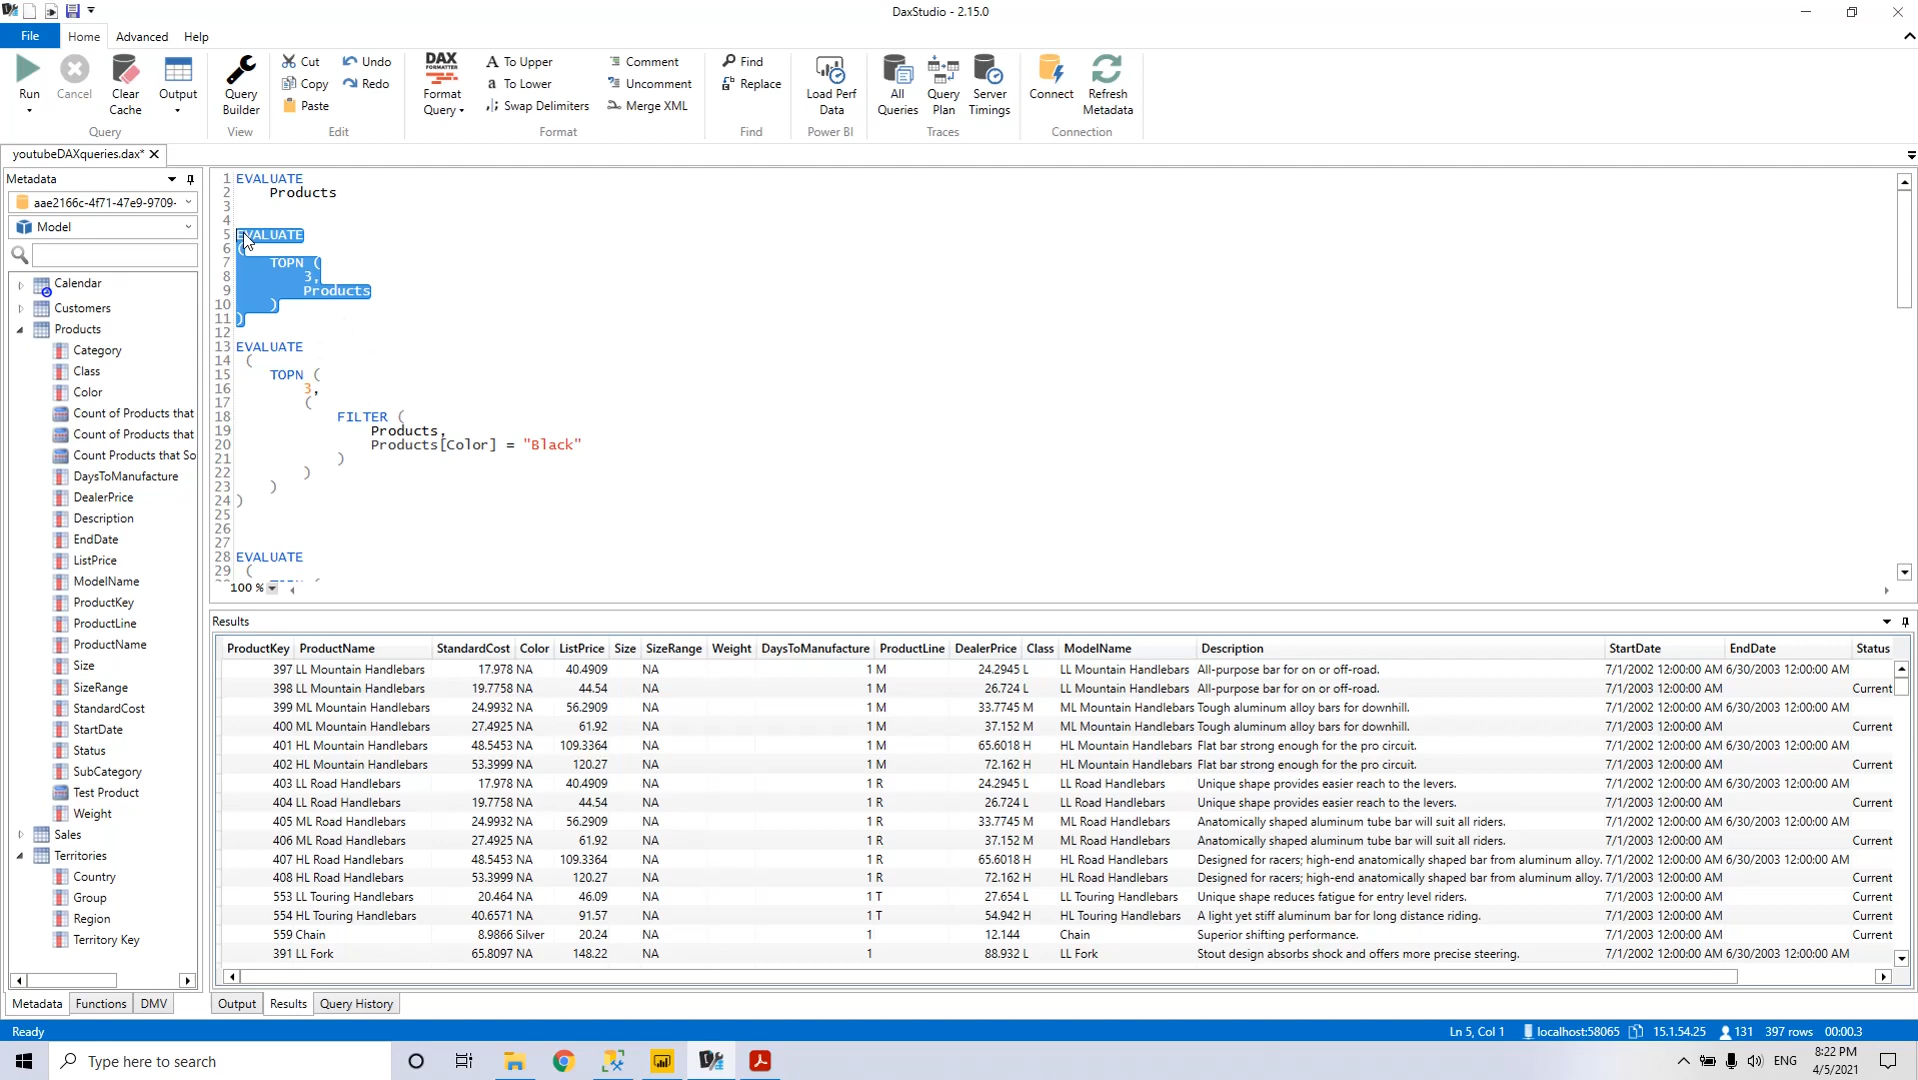 DaxStudio - 2.15.0
File Home Advanced Help
Run Cancel Clear Cache Output
Query
Query Builder
View
Cut Undo
Copy Redo
Paste
Edit
DAX FORMATTER
Format Query
A To Upper Comment
a To Lower Uncomment
Swap Delimiters Merge XML
Format
Find
Replace
Find
Load Perf Data
Power BI
All Queries Query Plan Server Timings
Traces
Connect Refresh Metadata
Connection
youtubeDAXqueries.dax*
Metadata
aae2166c-4f71-47e9-9709-
Model
Calendar
Customers
Products
Category
Class
Color
Count of Products that
Count of Products that
Count Products that So
DaysToManufacture
DealerPrice
Description
EndDate
ListPrice
ModelName
ProductKey
ProductLine
ProductName
Size
SizeRange
StandardCost
StartDate
Status
SubCategory
Test Product
Weight
Sales
Territories
Country
Group
Region
Territory Key
Metadata Functions DMV
1 EVALUATE
2 Products
3
4
5 EVALUATE
6 (
7 TOPN (
8 3,
9 Products
10 )
11 )
12
13 EVALUATE
14 (
15 TOPN (
16 3,
17 (
18 FILTER (
19 Products,
20 Products[Color] = "Black"
21 )
22 )
23 )
24 )
25
26
27
28 EVALUATE
29 (
100 %
Results
ProductKey ProductName StandardCost Color ListPrice Size SizeRange Weight DaysToManufacture ProductLine DealerPrice Class ModelName Description StartDate EndDate Status
397 LL Mountain Handlebars 17.978 NA 40.4909 NA 1 M 24.2945 L LL Mountain Handlebars All-purpose bar for on or off-road. 7/1/2002 12:00:00 AM 6/30/2003 12:00:00 AM
398 LL Mountain Handlebars 19.7758 NA 44.54 NA 1 M 26.724 L LL Mountain Handlebars All-purpose bar for on or off-road. 7/1/2003 12:00:00 AM Current
399 ML Mountain Handlebars 24.9932 NA 56.2909 NA 1 M 33.7745 M ML Mountain Handlebars Tough aluminum alloy bars for downhill. 7/1/2002 12:00:00 AM 6/30/2003 12:00:00 AM
400 ML Mountain Handlebars 27.4925 NA 61.92 NA 1 M 37.152 M ML Mountain Handlebars Tough aluminum alloy bars for downhill. 7/1/2003 12:00:00 AM Current
401 HL Mountain Handlebars 48.5453 NA 109.3364 NA 1 M 65.6018 H HL Mountain Handlebars Flat bar strong enough for the pro circuit. 7/1/2002 12:00:00 AM 6/30/2003 12:00:00 AM
402 HL Mountain Handlebars 53.3999 NA 120.27 NA 1 M 72.162 H HL Mountain Handlebars Flat bar strong enough for the pro circuit. 7/1/2003 12:00:00 AM Current
403 LL Road Handlebars 17.978 NA 40.4909 NA 1 R 24.2945 L LL Road Handlebars Unique shape provides easier reach to the levers. 7/1/2002 12:00:00 AM 6/30/2003 12:00:00 AM
404 LL Road Handlebars 19.7758 NA 44.54 NA 1 R 26.724 L LL Road Handlebars Unique shape provides easier reach to the levers. 7/1/2003 12:00:00 AM Current
405 ML Road Handlebars 24.9932 NA 56.2909 NA 1 R 33.7745 M ML Road Handlebars Anatomically shaped aluminum tube bar will suit all riders. 7/1/2002 12:00:00 AM 6/30/2003 12:00:00 AM
406 ML Road Handlebars 27.4925 NA 61.92 NA 1 R 37.152 M ML Road Handlebars Anatomically shaped aluminum tube bar will suit all riders. 7/1/2003 12:00:00 AM Current
407 HL Road Handlebars 48.5453 NA 109.3364 NA 1 R 65.6018 H HL Road Handlebars Designed for racers; high-end anatomically shaped bar from aluminum alloy. 7/1/2002 12:00:00 AM 6/30/2003 12:00:00 AM
408 HL Road Handlebars 53.3999 NA 120.27 NA 1 R 72.162 H HL Road Handlebars Designed for racers; high-end anatomically shaped bar from aluminum alloy. 7/1/2003 12:00:00 AM Current
553 LL Touring Handlebars 20.464 NA 46.09 NA 1 T 27.654 L LL Touring Handlebars Unique shape reduces fatigue for entry level riders. 7/1/2003 12:00:00 AM Current
554 HL Touring Handlebars 40.6571 NA 91.57 NA 1 T 54.942 H HL Touring Handlebars A light yet stiff aluminum bar for long distance riding. 7/1/2003 12:00:00 AM Current
559 Chain 8.9866 Silver 20.24 NA 1 12.144 Chain Superior shifting performance. 7/1/2003 12:00:00 AM Current
391 LL Fork 65.8097 NA 148.22 NA 1 88.932 L LL Fork Stout design absorbs shock and offers more precise steering. 7/1/2002 12:00:00 AM 6/30/2003 12:00:00 AM
Output Results Query History
Ready Ln 5, Col 1 localhost:58065 15.1.54.25 131 397 rows 00:00.3
Type here to search ENG 8:22 PM
4/5/2021